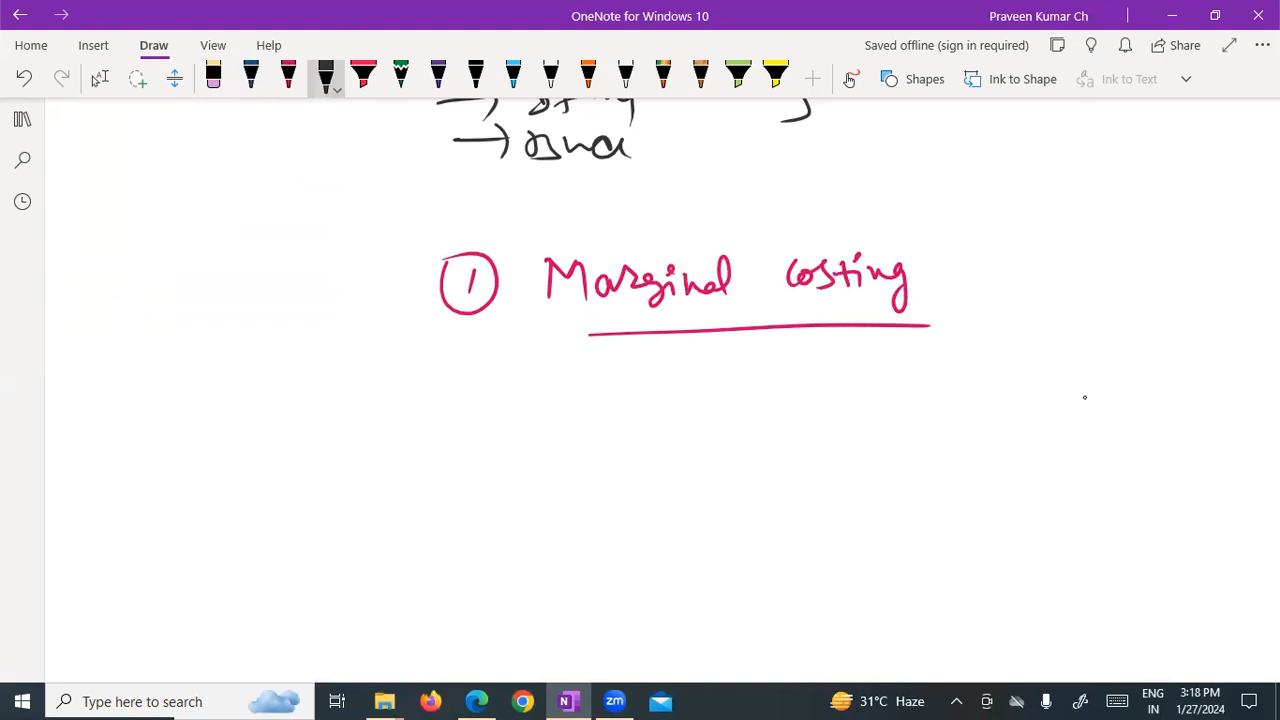 OneNote for Windows 10
Praveen Kumar Ch
Home Insert Draw View Help
Saved offline (sign in required) Share
Shapes Ink to Shape Ink to Text
① Marginal costing
Type here to search
31°C Haze
ENG
IN
3:18 PM
1/27/2024